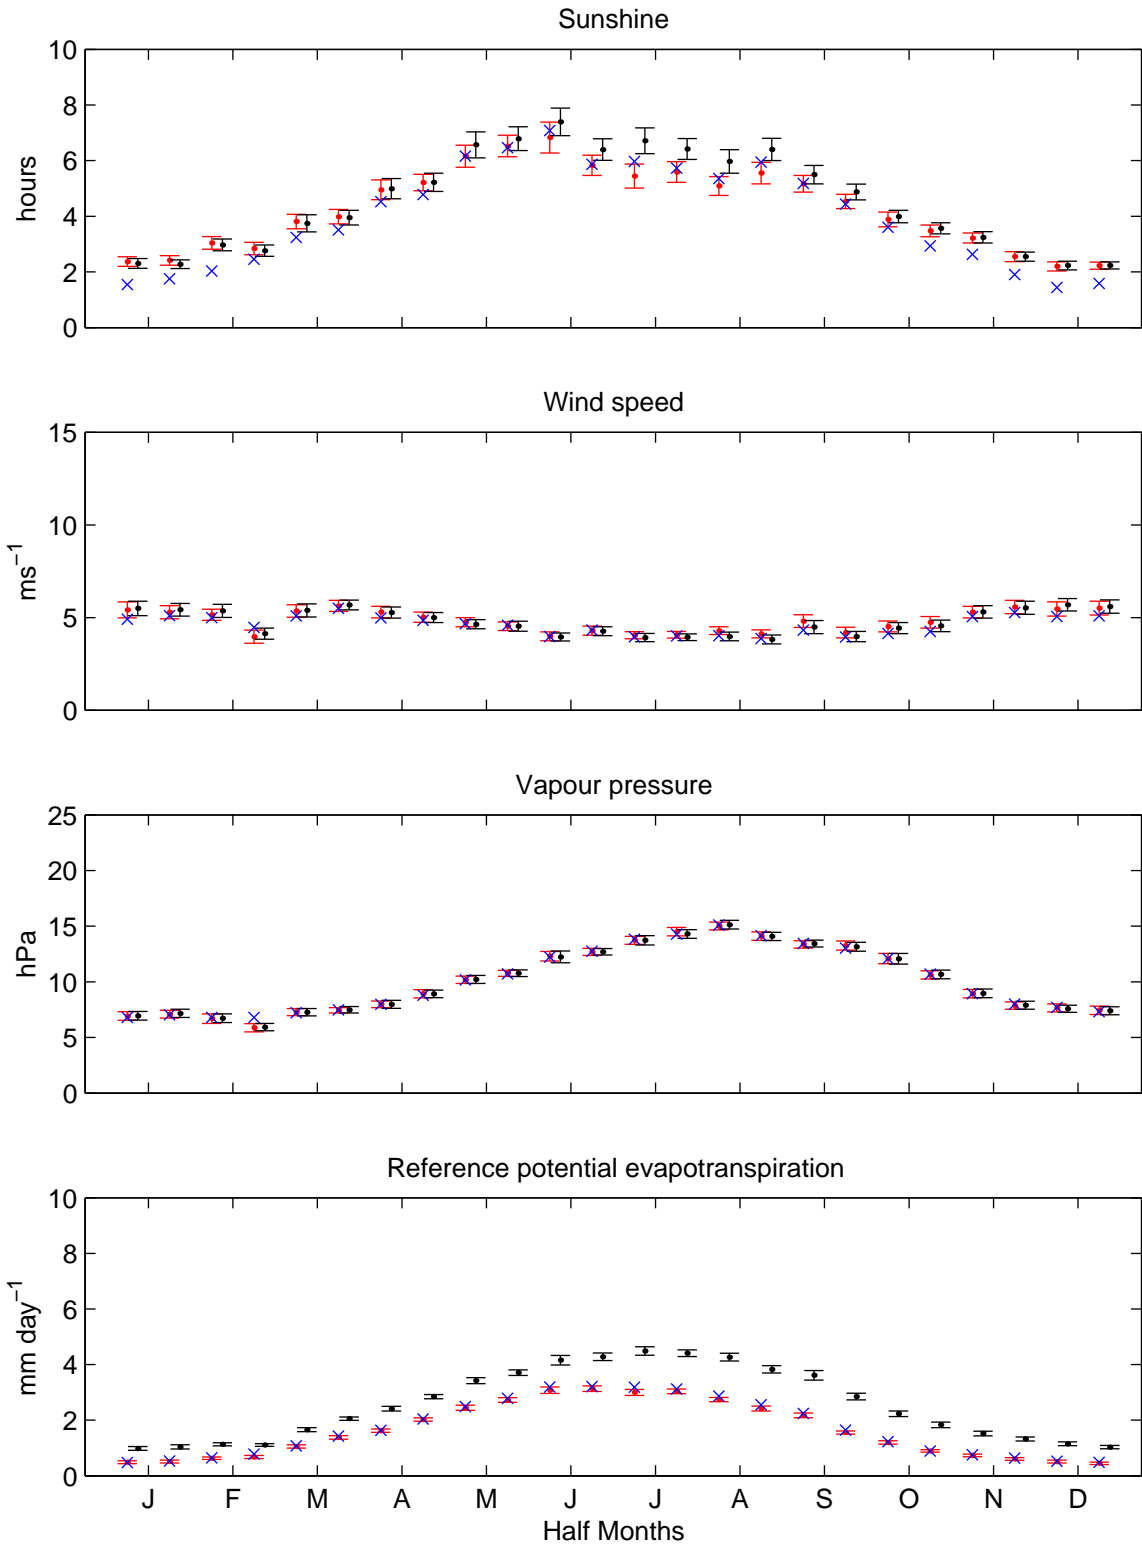 Sunshine
10
8
6
4
2
0
hours
Wind speed
15
10
5
0
ms⁻¹
Vapour pressure
25
20
15
10
5
0
hPa
Reference potential evapotranspiration
10
8
6
4
2
0
mm day⁻¹
J F M A M J J A S O N D
Half Months